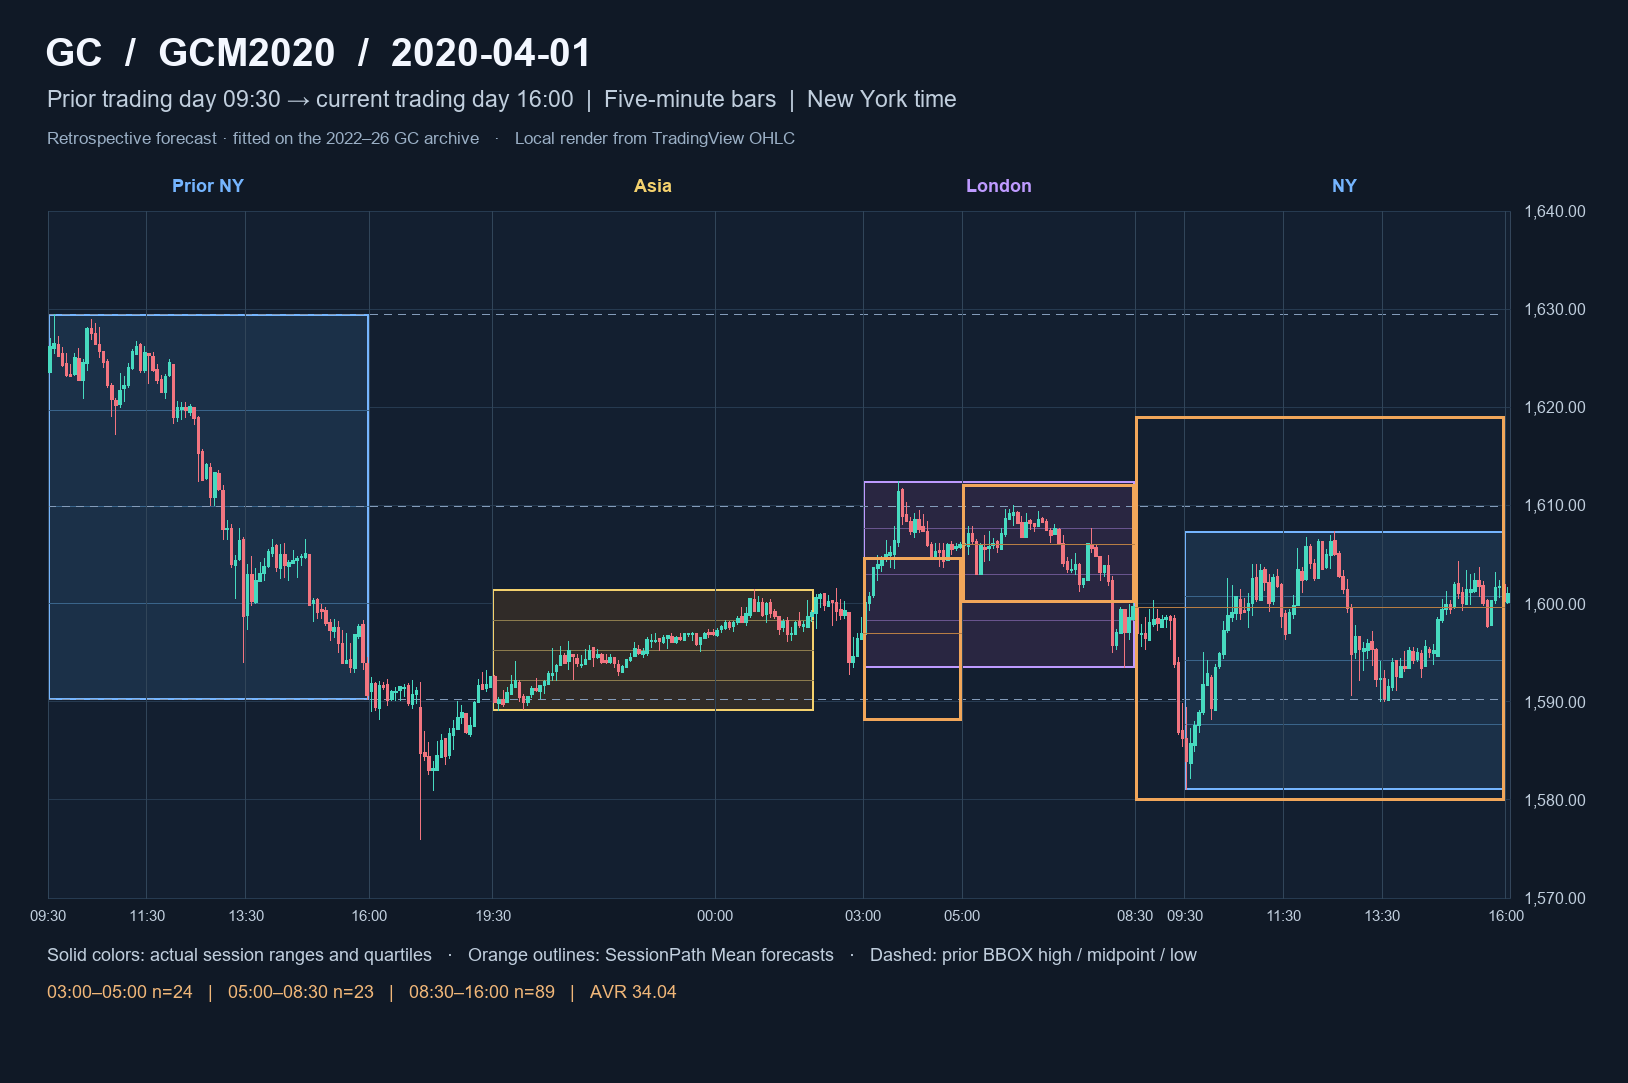 GC / GCM2020 / 2020-04-01
Prior trading day 09:30 → current trading day 16:00 | Five-minute bars | New York time
Retrospective forecast · fitted on the 2022–26 GC archive · Local render from TradingView OHLC
Prior NY Asia London NY
1,640.00
1,630.00
1,620.00
1,610.00
1,600.00
1,590.00
1,580.00
1,570.00
09:30 11:30 13:30 16:00 19:30 00:00 03:00 05:00 08:30 09:30 11:30 13:30 16:00
Solid colors: actual session ranges and quartiles · Orange outlines: SessionPath Mean forecasts · Dashed: prior BBOX high / midpoint / low
03:00–05:00 n=24 | 05:00–08:30 n=23 | 08:30–16:00 n=89 | AVR 34.04